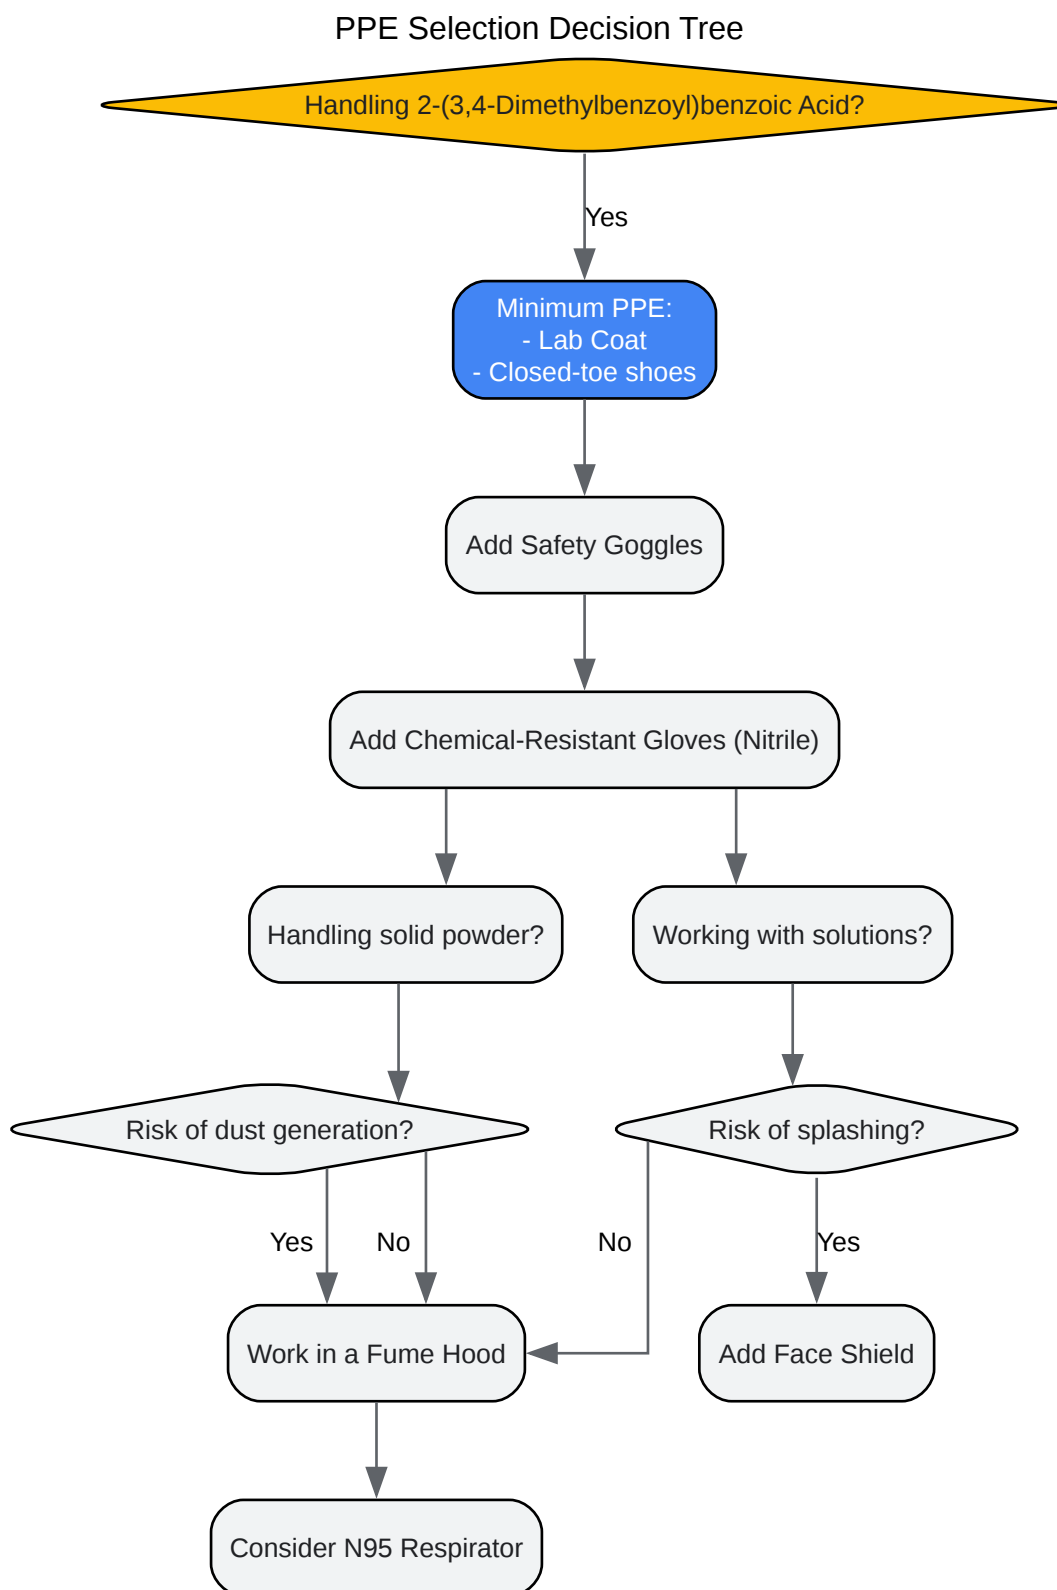 PPE Selection Decision Tree
Handling 2-(3,4-Dimethylbenzoyl)benzoic Acid?
Yes
Minimum PPE:
- Lab Coat
- Closed-toe shoes
Add Safety Goggles
Add Chemical-Resistant Gloves (Nitrile)
Handling solid powder?
Working with solutions?
Risk of dust generation?
Risk of splashing?
Yes
No
No
Yes
Work in a Fume Hood
Add Face Shield
Consider N95 Respirator